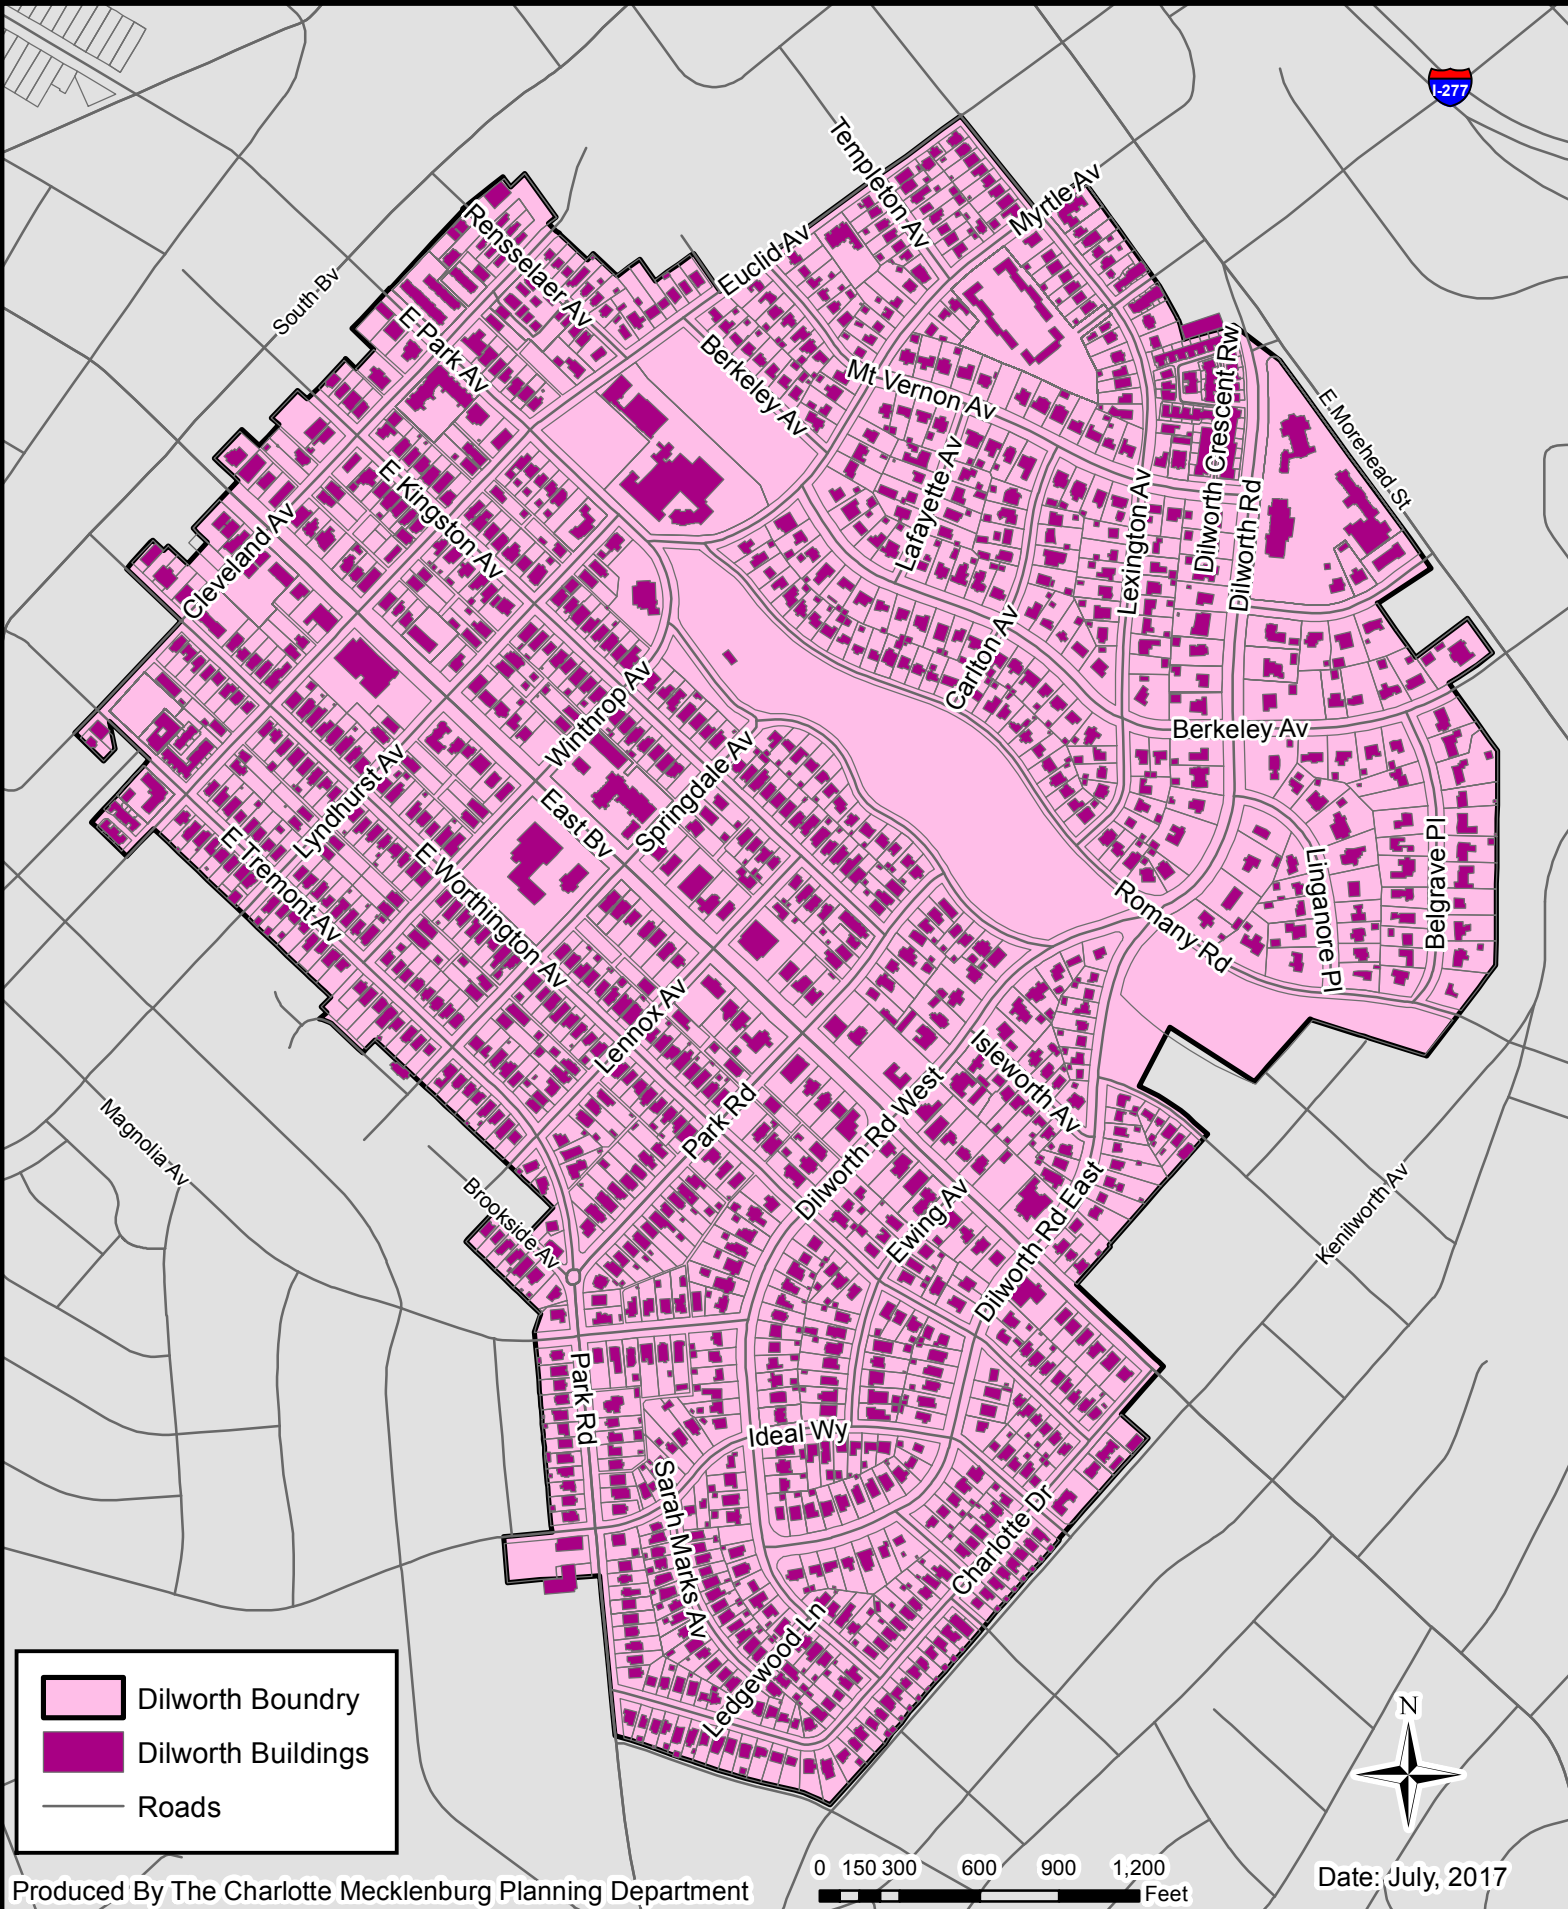 I-277
Templeton Av
Myrtle Av
Rensselaer Av
Euclid Av
South Bv
E Park Av
Berkeley Av
Mt Vernon Av
Dilworth Crescent Rw
E Morehead St
E Kingston Av
Lafayette Av
Lexington Av
Dilworth Rd
Cleveland Av
Carlton Av
Winthrop Av
Berkeley Av
Springdale Av
Lyndhurst Av
East Bv
E Tremont Av
E Worthington Av
Linganore Pl
Belgrave Pl
Romany Rd
Lennox Av
Isleworth Av
Magnolia Av
Park Rd
Dilworth Rd West
Brookside Av
Ewing Av
Dilworth Rd East
Kenilworth Av
Park Rd
Ideal Wy
Sarah Marks Av
Charlotte Dr
Ledgewood Ln
Dilworth Boundry
Dilworth Buildings
Roads
N
0 150 300 600 900 1,200
Feet
Produced By The Charlotte Mecklenburg Planning Department
Date: July, 2017